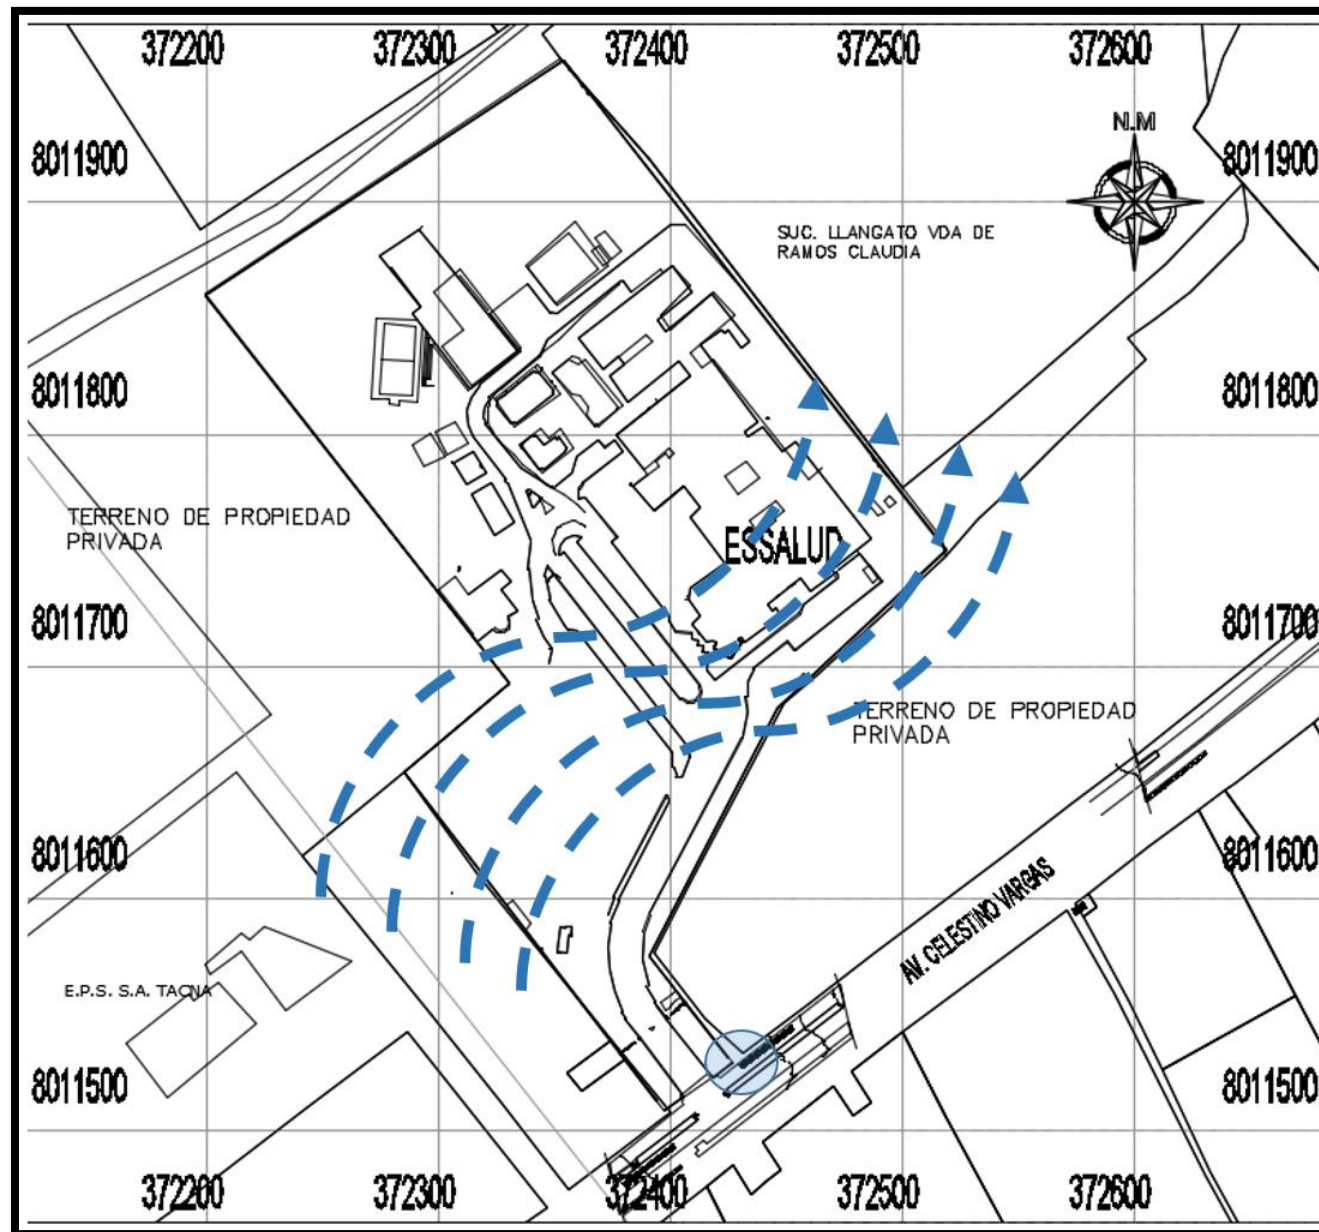 372200 372300 372400 372500 372600
N.M
8011900 8011900
SUC. LLANGATO VDA DE
RAMOS CLAUDIA
8011800 8011800
TERRENO DE PROPIEDAD
PRIVADA
ESSALUD
8011700 8011700
TERRENO DE PROPIEDAD
PRIVADA
8011600 8011600
AV. CELESTINO VARGAS
E.P.S. S.A. TACNA
8011500 8011500
372200 372300 372400 372500 372600